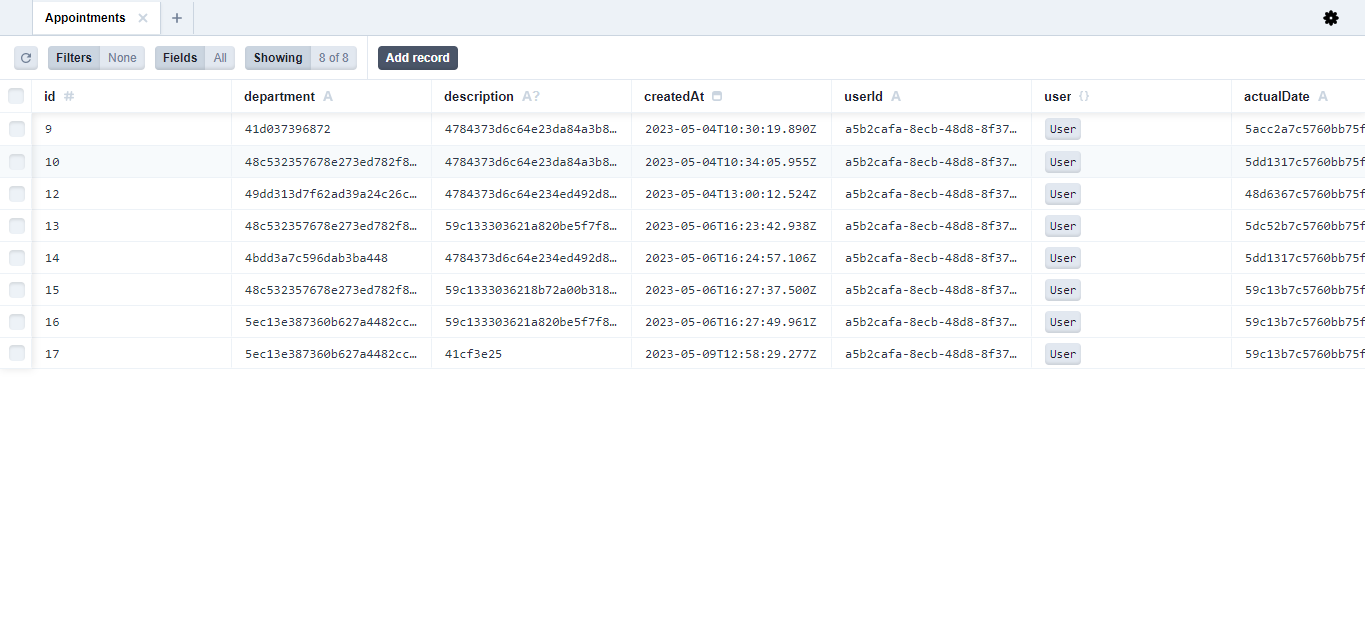 Appointments
Filters None Fields All Showing 8 of 8 Add record
id # department A description A? createdAt userId A user {} actualDate A
9 41d037396872 4784373d6c64e23da84a3b8… 2023-05-04T10:30:19.890Z a5b2cafa-8ecb-48d8-8f37… User 5acc2a7c5760bb75f
10 48c532357678e273ed782f8… 4784373d6c64e23da84a3b8… 2023-05-04T10:34:05.955Z a5b2cafa-8ecb-48d8-8f37… User 5dd1317c5760bb75f
12 49dd313d7f62ad39a24c26c… 4784373d6c64e234ed492d8… 2023-05-04T13:00:12.524Z a5b2cafa-8ecb-48d8-8f37… User 48d6367c5760bb75f
13 48c532357678e273ed782f8… 59c133303621a820be5f7f8… 2023-05-06T16:23:42.938Z a5b2cafa-8ecb-48d8-8f37… User 5dc52b7c5760bb75f
14 4bdd3a7c596dab3ba448 4784373d6c64e234ed492d8… 2023-05-06T16:24:57.106Z a5b2cafa-8ecb-48d8-8f37… User 5dd1317c5760bb75f
15 48c532357678e273ed782f8… 59c1333036218b72a00b318… 2023-05-06T16:27:37.500Z a5b2cafa-8ecb-48d8-8f37… User 59c13b7c5760bb75f
16 5ec13e387360b627a4482cc… 59c133303621a820be5f7f8… 2023-05-06T16:27:49.961Z a5b2cafa-8ecb-48d8-8f37… User 59c13b7c5760bb75f
17 5ec13e387360b627a4482cc… 41cf3e25 2023-05-09T12:58:29.277Z a5b2cafa-8ecb-48d8-8f37… User 59c13b7c5760bb75f